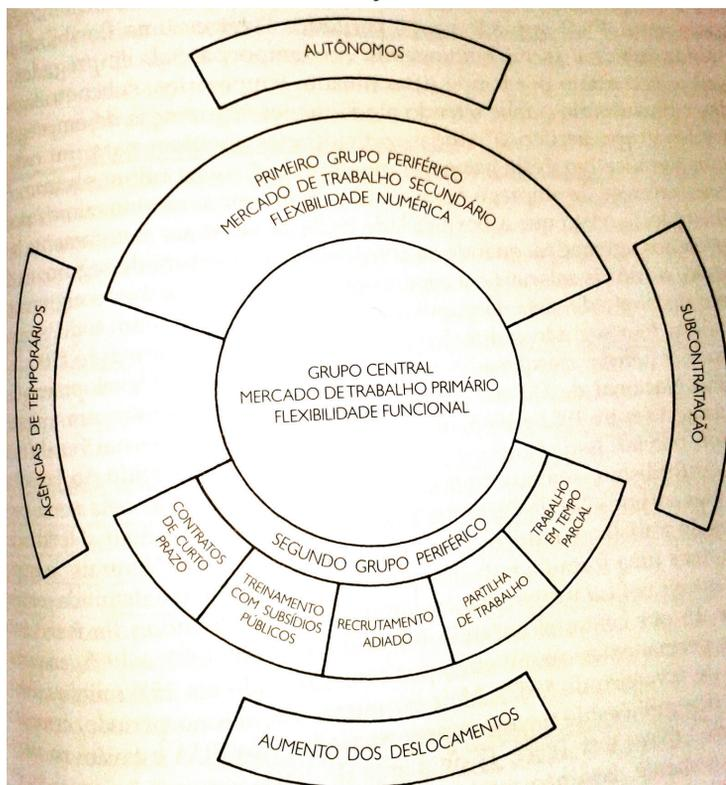 AUTÔNOMOS
PRIMEIRO GRUPO PERIFÉRICO
MERCADO DE TRABALHO SECUNDÁRIO
FLEXIBILIDADE NUMÉRICA
AGÊNCIAS DE TEMPORÁRIOS
SUBCONTRATAÇÃO
GRUPO CENTRAL
MERCADO DE TRABALHO PRIMÁRIO
FLEXIBILIDADE FUNCIONAL
SEGUNDO GRUPO PERIFÉRICO
CONTRATOS
DE CURTO
PRAZO
TREINAMENTO
COM SUBSÍDIOS
PÚBLICOS
RECRUTAMENTO
ADIADO
PARTILHA
DE TRABALHO
TRABALHO
EM TEMPO
PARCIAL
AUMENTO DOS DESLOCAMENTOS